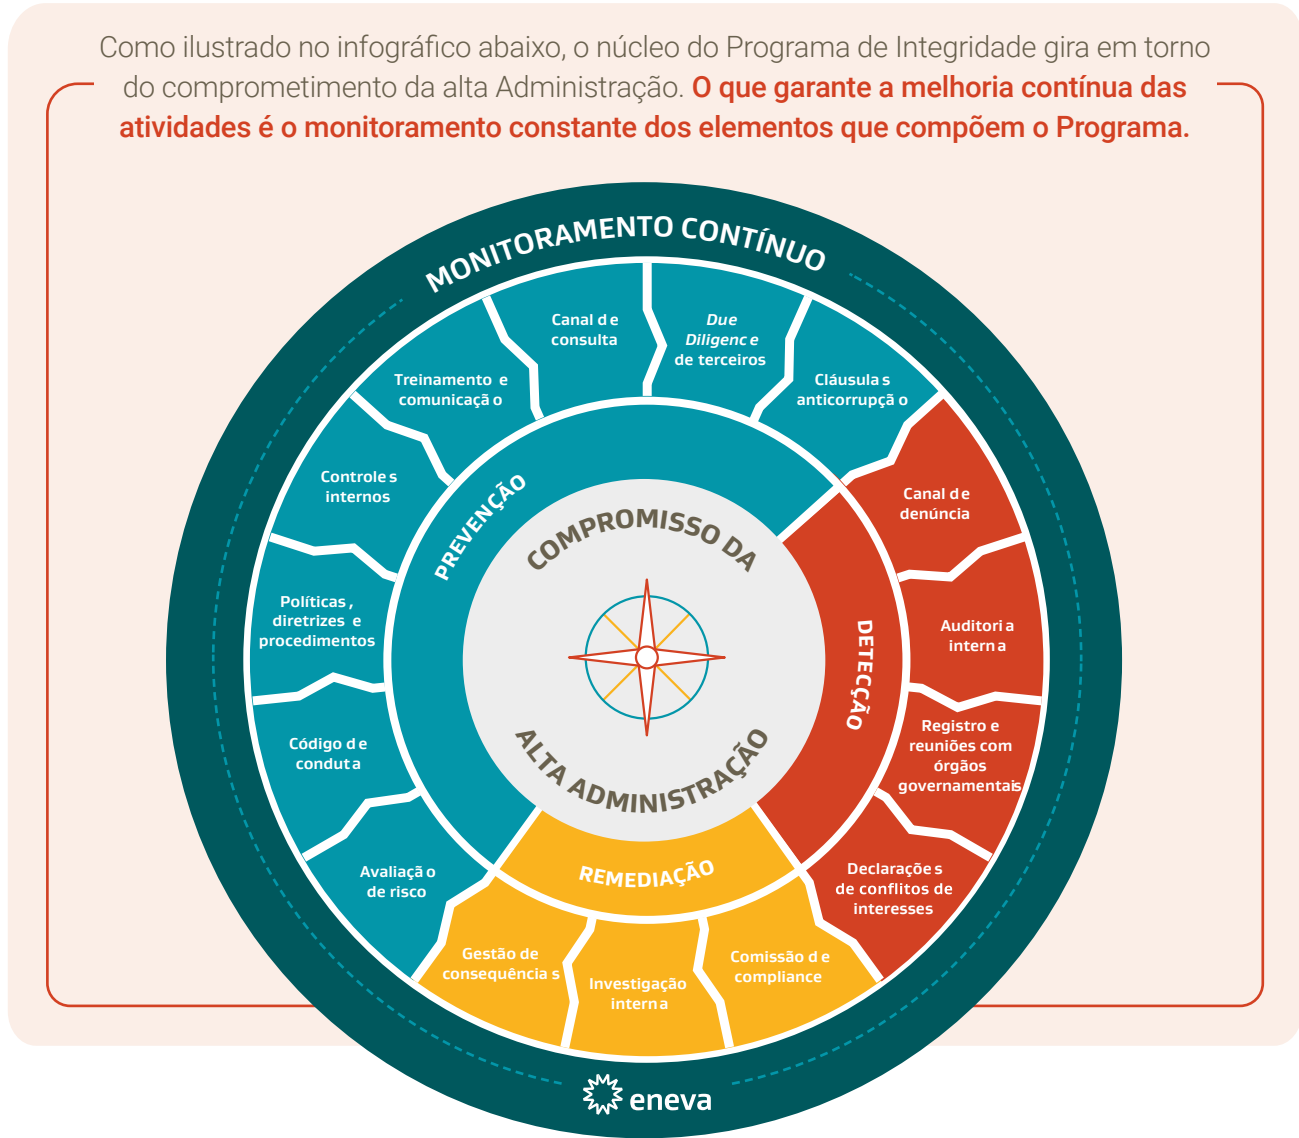 Como ilustrado no infográfico abaixo, o núcleo do Programa de Integridade gira em torno
do comprometimento da alta Administração. O que garante a melhoria contínua das
atividades é o monitoramento constante dos elementos que compõem o Programa.
MONITORAMENTO CONTÍNUO
Canal de
consulta
Due
Diligence
de terceiros
Cláusulas
anticorrupção
Canal de
denúncia
Auditoria
interna
Registro e
reuniões com
órgãos
governamentais
Declarações
de conflitos de
interesses
Comissão de
compliance
Investigação
interna
Gestão de
consequências
Avaliação
de risco
Código de
conduta
Políticas,
diretrizes e
procedimentos
Controles
internos
Treinamento e
comunicação
PREVENÇÃO
DETECÇÃO
REMEDIAÇÃO
COMPROMISSO DA
ALTA ADMINISTRAÇÃO
eneva